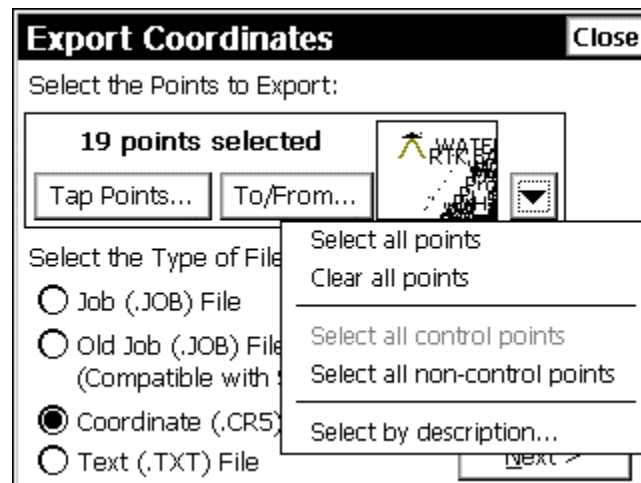 Export Coordinates
Close
Select the Points to Export:
19 points selected
Tap Points...
To/From...
RTK
Select all points
Clear all points
Select all control points
Select all non-control points
Select by description...
Select the Type of File
Job (.JOB) File
Old Job (.JOB) File
(Compatible with
Coordinate (.CR5)
Text (.TXT) File
Next >